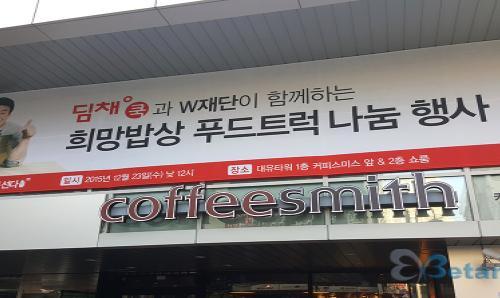 딤채쿡과 W재단이 함께하는
희망밥상 푸드트럭 나눔 행사
일시 2015년 12월 23일(수) 낮 12시
장소 대유타워 1층 커피스미스 앞 & 2층 쇼룸
coffeesmith